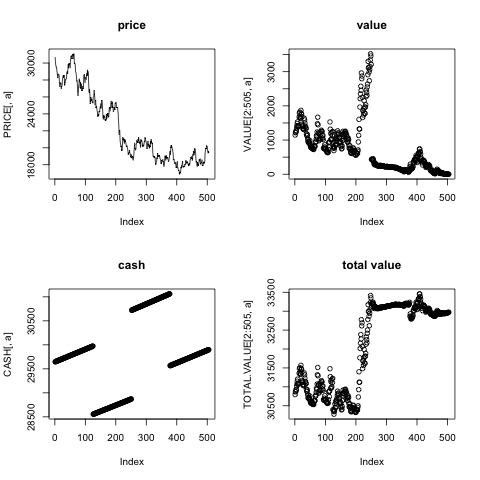 price
PRICE[, a]
30000
24000
18000
0 100 200 300 400 500
Index
value
VALUE[2:505, a]
3000
2000
1000
0
0 100 200 300 400 500
Index
cash
CASH[, a]
30500
29500
28500
0 100 200 300 400 500
Index
total value
TOTAL.VALUE[2:505, a]
33500
32500
31500
30500
0 100 200 300 400 500
Index